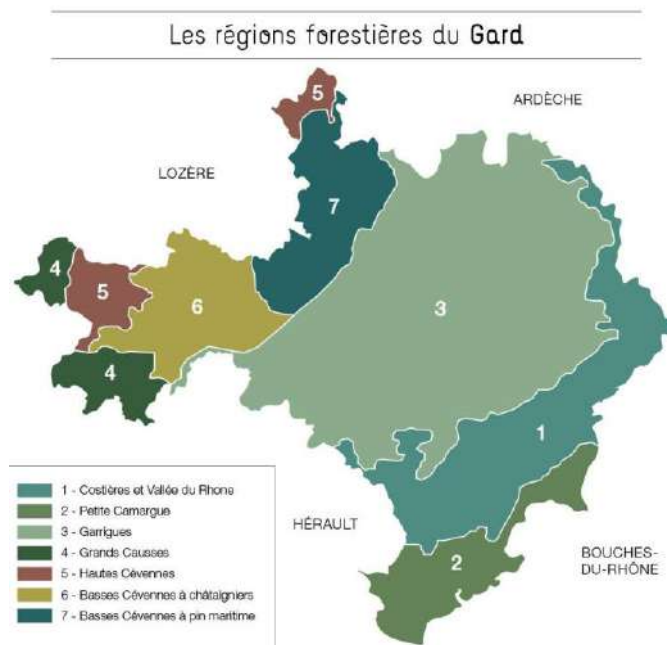 Les régions forestières du Gard
5
ARDÈCHE
LOZÈRE
7
4
5
6
3
4
1
1 - Costières et Vallée du Rhone
2 - Petite Camargue
3 - Garrigues
4 - Grands Causses
5 - Hautes Cévennes
6 - Basses Cévennes à châtaigniers
7 - Basses Cévennes à pin maritime
HÉRAULT
2
BOUCHES-
DU-RHÔNE